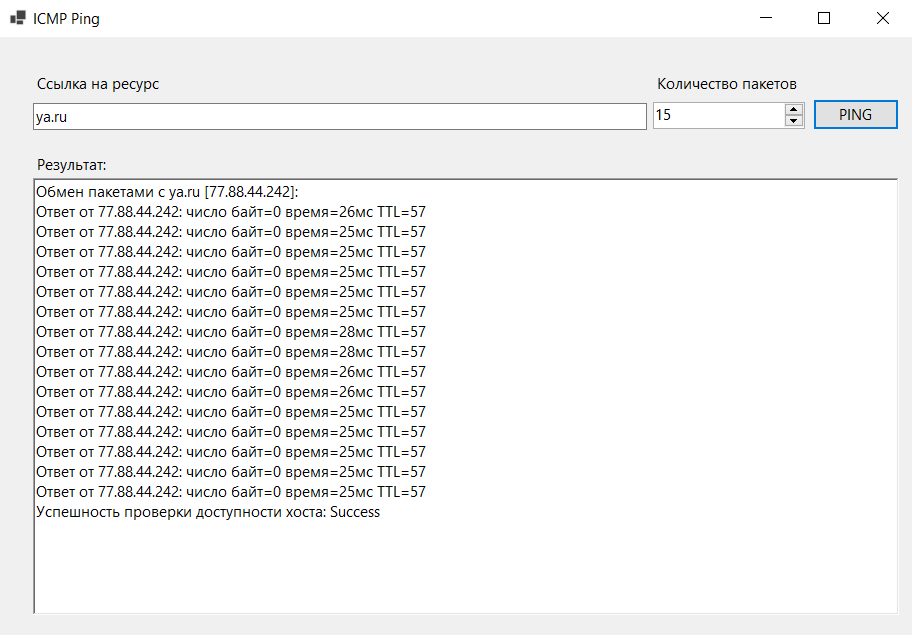 ICMP Ping
Ссылка на ресурс
Количество пакетов
ya.ru
15
PING
Результат:
Обмен пакетами с ya.ru [77.88.44.242]:
Ответ от 77.88.44.242: число байт=0 время=26мс TTL=57
Ответ от 77.88.44.242: число байт=0 время=25мс TTL=57
Ответ от 77.88.44.242: число байт=0 время=25мс TTL=57
Ответ от 77.88.44.242: число байт=0 время=25мс TTL=57
Ответ от 77.88.44.242: число байт=0 время=25мс TTL=57
Ответ от 77.88.44.242: число байт=0 время=25мс TTL=57
Ответ от 77.88.44.242: число байт=0 время=28мс TTL=57
Ответ от 77.88.44.242: число байт=0 время=28мс TTL=57
Ответ от 77.88.44.242: число байт=0 время=26мс TTL=57
Ответ от 77.88.44.242: число байт=0 время=26мс TTL=57
Ответ от 77.88.44.242: число байт=0 время=25мс TTL=57
Ответ от 77.88.44.242: число байт=0 время=25мс TTL=57
Ответ от 77.88.44.242: число байт=0 время=25мс TTL=57
Ответ от 77.88.44.242: число байт=0 время=25мс TTL=57
Ответ от 77.88.44.242: число байт=0 время=25мс TTL=57
Успешность проверки доступности хоста: Success